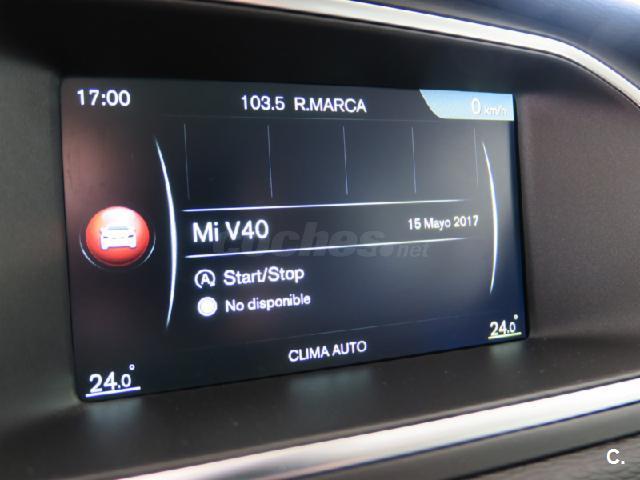 17:00
103.5 R.MARCA
0 km/h
Mi V40
15 Mayo 2017
coches.net
Start/Stop
No disponible
24.0°
24.0°
CLIMA AUTO
C.